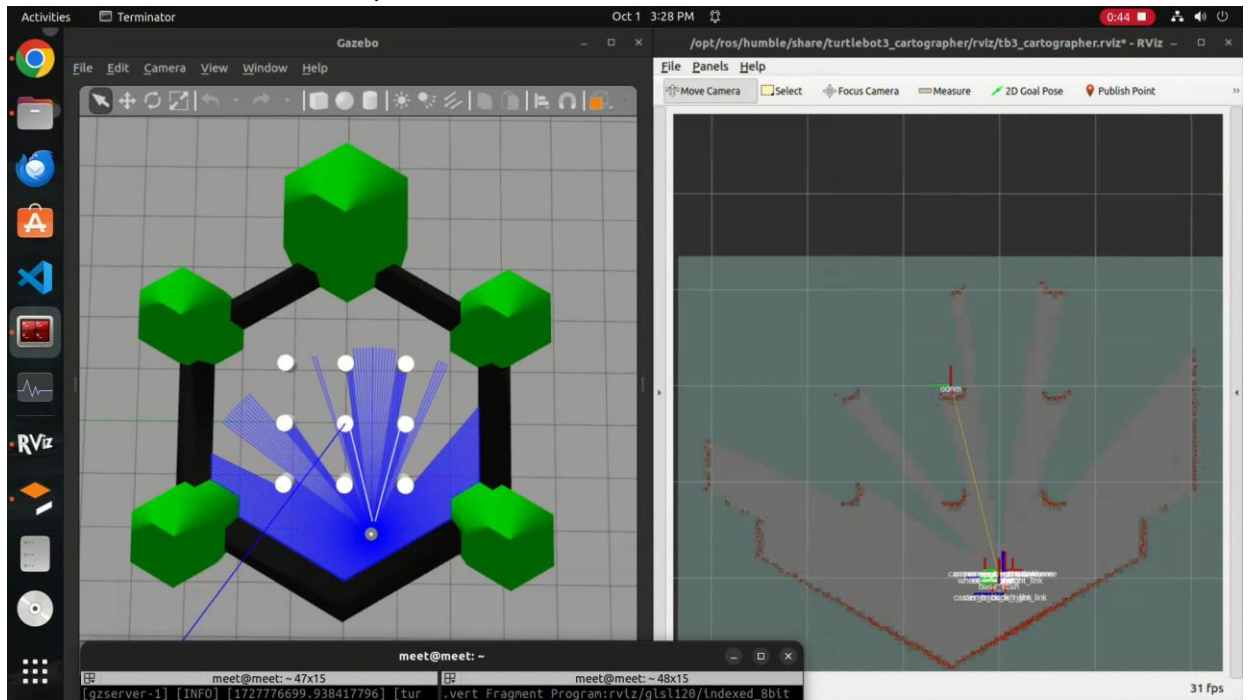 Activities
Terminator
Oct 1 3:28 PM
0:44
Gazebo
File Edit Camera View Window Help
/opt/ros/humble/share/turtlebot3_cartographer/rviz/tb3_cartographer.rviz* - RViz
File Panels Help
Move Camera Select Focus Camera Measure 2D Goal Pose Publish Point
odom
RViz
meet@meet: ~
meet@meet: ~ 47x15
meet@meet: ~ 48x15
[gzserver-1] [INFO] [1727776699.938417796] [tur
.vert Fragment Program:rviz/glsl120/indexed_8bit
31 fps